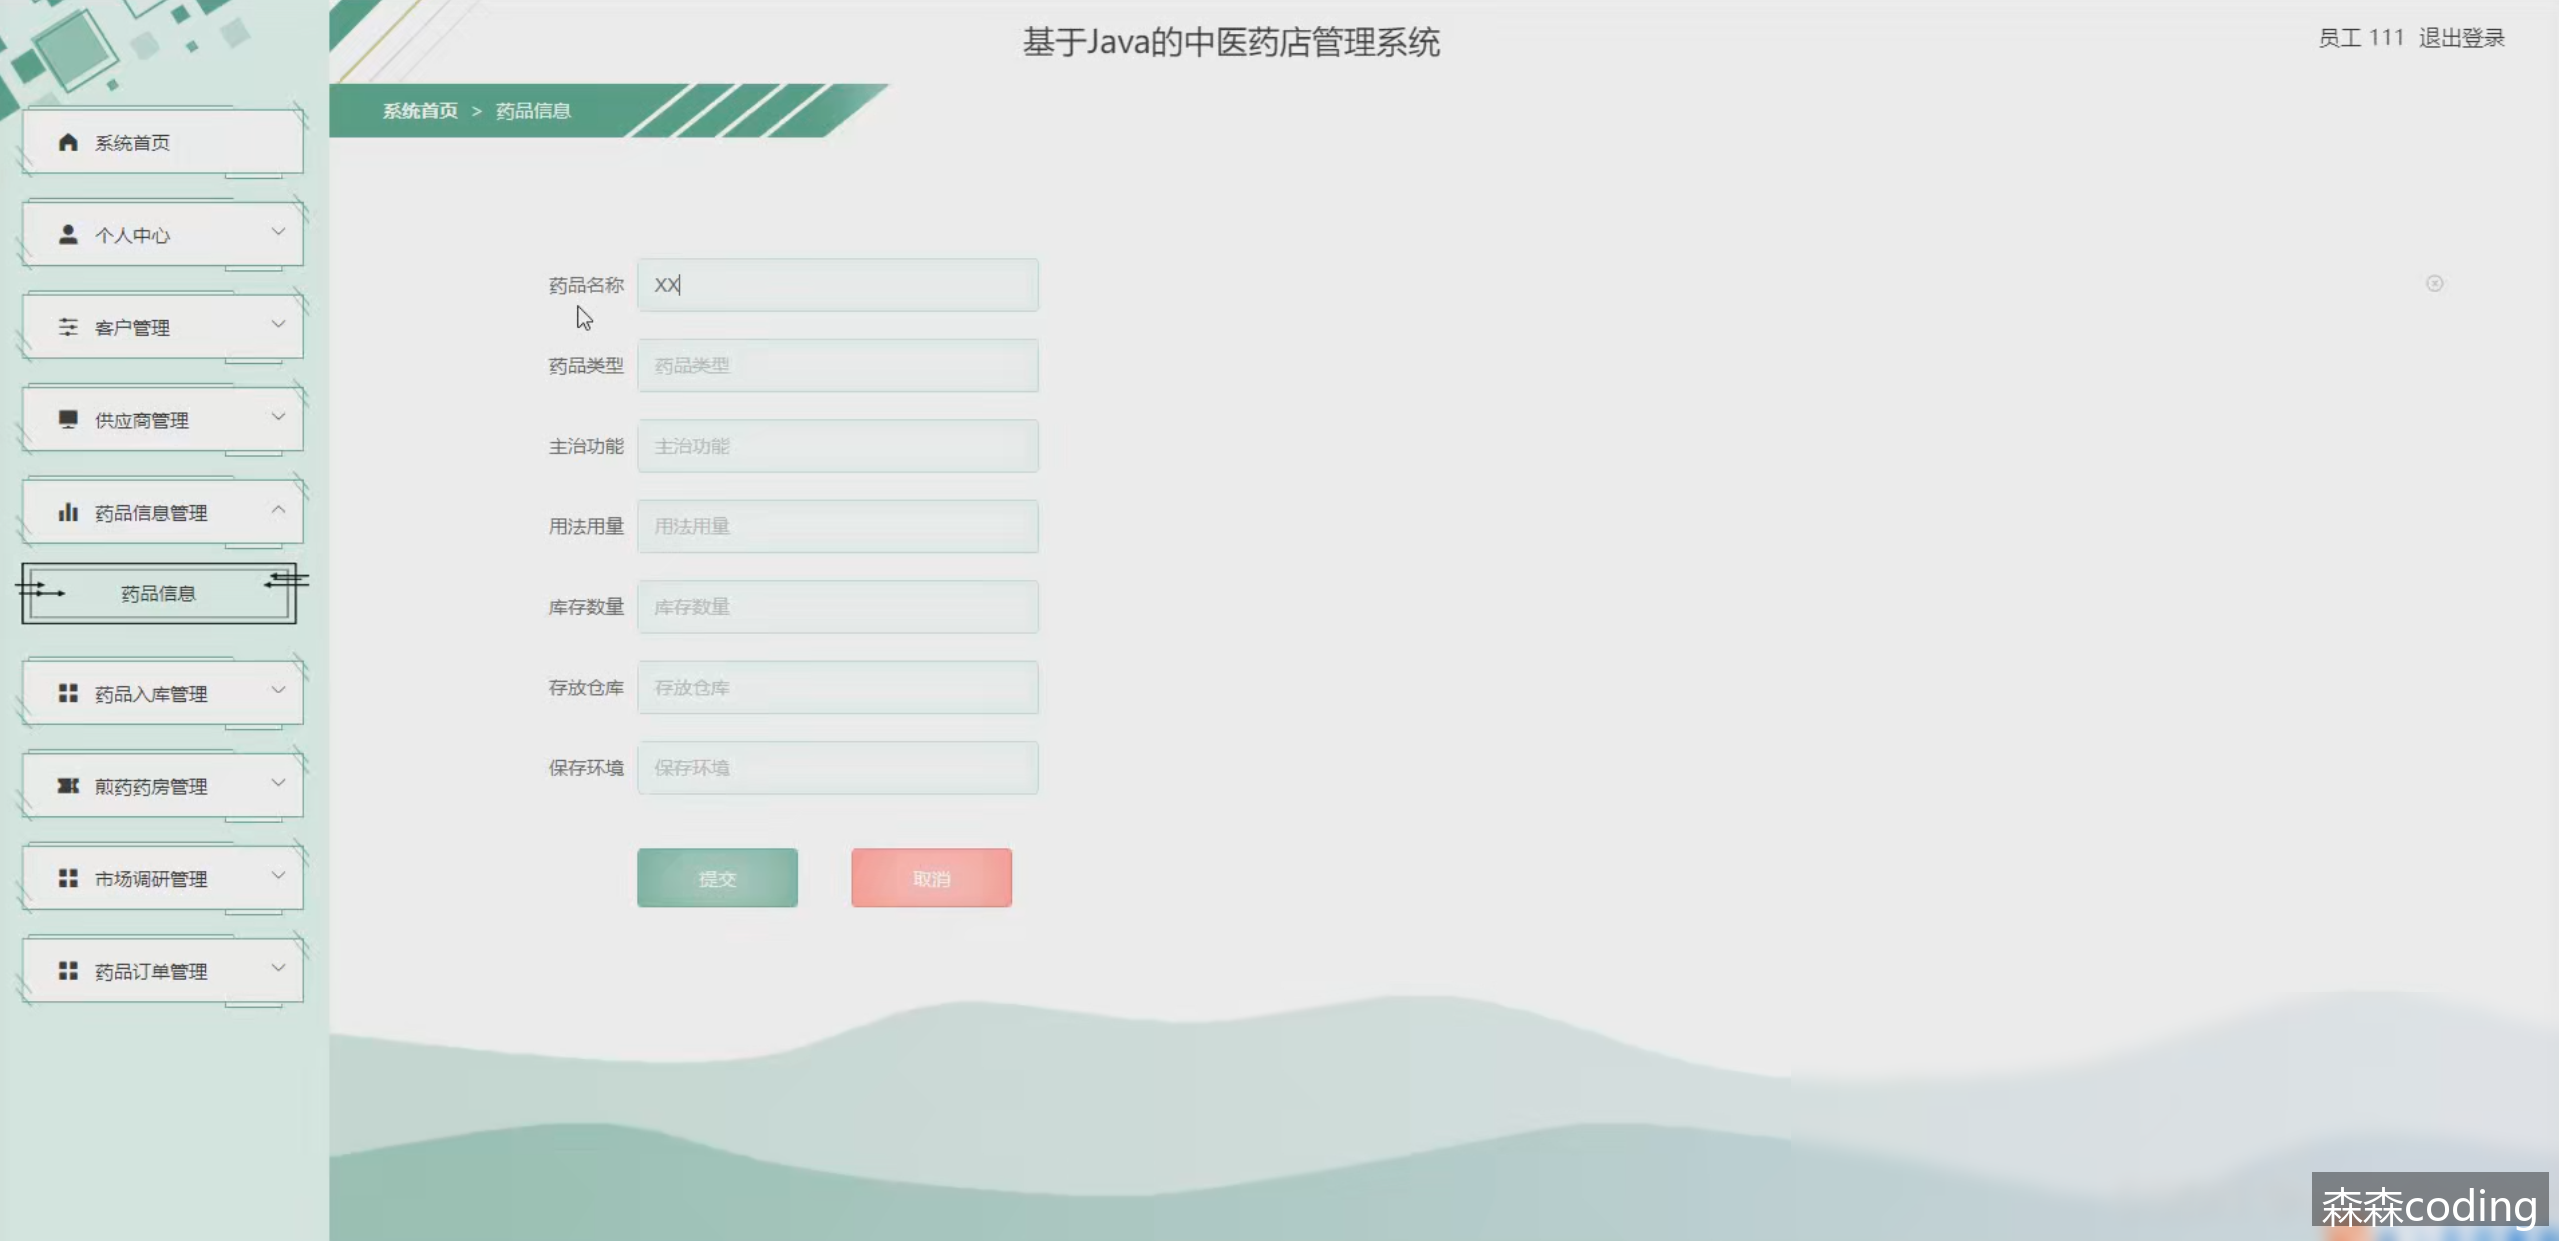 基于Java的中医药店管理系统
员工 111 退出登录
系统首页 > 药品信息
系统首页
个人中心
客户管理
供应商管理
药品信息管理
药品信息
药品入库管理
煎药药房管理
市场调研管理
药品订单管理
药品名称 XX
药品类型 药品类型
主治功能 主治功能
用法用量 用法用量
库存数量 库存数量
存放仓库 存放仓库
保存环境 保存环境
提交 取消
森森coding